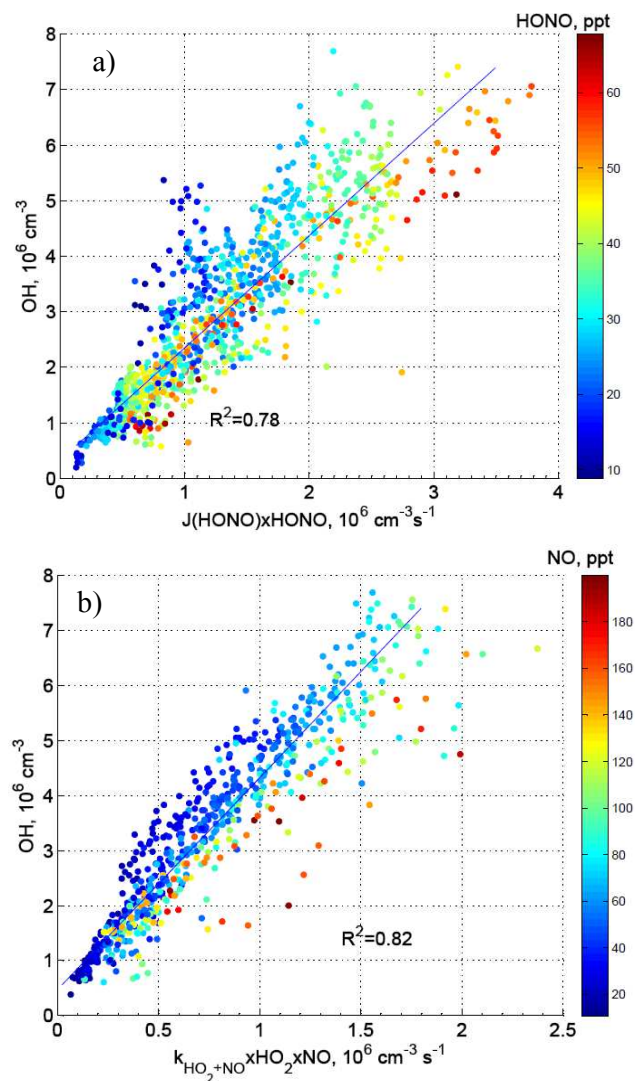 HONO, ppt
a)
8
7
6
5
4
3
2
1
0
OH, 10⁶ cm⁻³
R²=0.78
0 1 2 3 4
J(HONO)xHONO, 10⁶ cm⁻³s⁻¹
60
50
40
30
20
10
NO, ppt
b)
8
7
6
5
4
3
2
1
0
OH, 10⁶ cm⁻³
R²=0.82
0 0.5 1 1.5 2 2.5
k_HO₂+NO xHO₂xNO, 10⁶ cm⁻³ s⁻¹
180
160
140
120
100
80
60
40
20